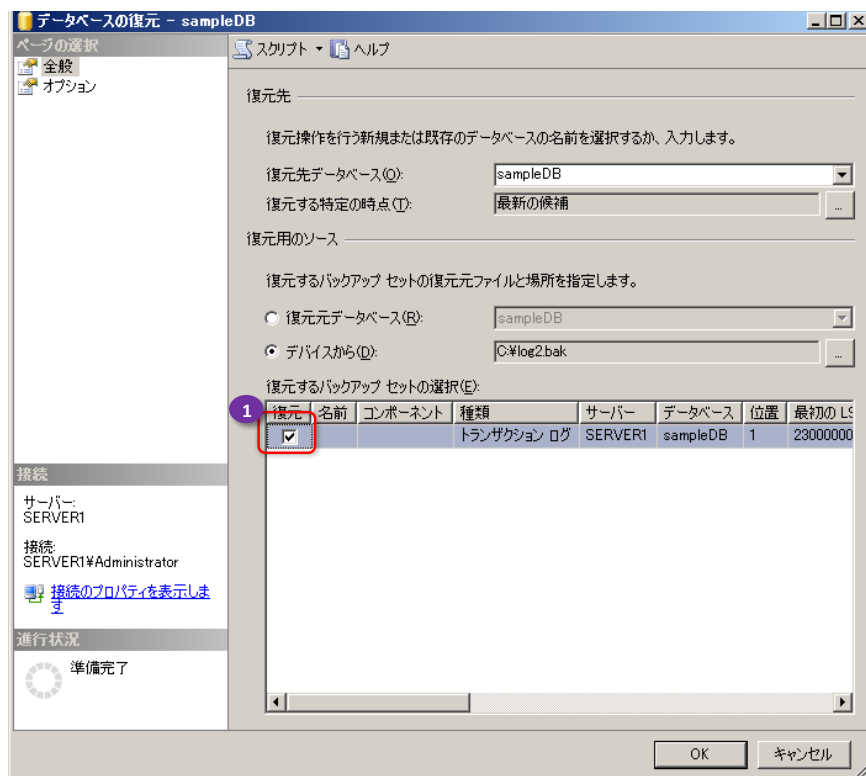 データベースの復元 - sampleDB
ページの選択
全般
オプション
スクリプト
ヘルプ
復元先
復元操作を行う新規または既存のデータベースの名前を選択するか、入力します。
復元先データベース(O): sampleDB
復元する特定の時点(T): 最新の候補 ...
復元用のソース
復元するバックアップ セットの復元元ファイルと場所を指定します。
復元元データベース(R): sampleDB
デバイスから(D): C:¥log2.bak ...
復元するバックアップ セットの選択(E):
1
復元 名前 コンポーネント 種類 サーバー データベース 位置 最初の LS
トランザクション ログ SERVER1 sampleDB 1 23000000
接続
サーバー:
SERVER1
接続:
SERVER1¥Administrator
接続のプロパティを表示しま
す
進行状況
準備完了
OK キャンセル